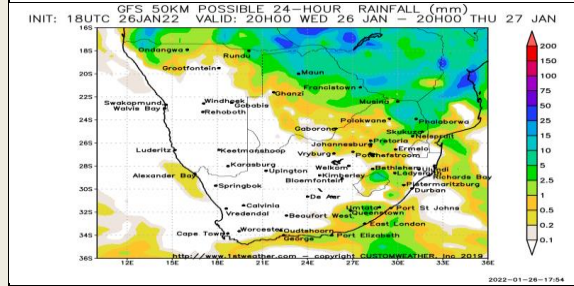 GFS 50KM POSSIBLE 24-HOUR RAINFALL (mm)
INIT: 18UTC 26JAN22 VALID: 20H00 WED 26 JAN - 20H00 THU 27 JAN
16S
18S
20S
22S
24S
26S
28S
30S
32S
34S
36S
Ondangwa
Rundu
Grootfontein
Maun
Francistown
Ghanzi
Swakopmund
Walvis Bay
Windhoek
Gobabis
Rehoboth
Musina
Polokwane
Phalaborwa
Gaborone
Skukuza
Nelspruit
Pretoria
Johannesburg
Ermelo
Luderitz
Keetmanshoop
Vryburg
Potchefstroom
Karasburg
Welkom
Bethlehem
Ladysmith
Alexander Bay
Upington
Kimberley
Bloemfontein
Richards Bay
Springbok
Pietermaritzburg
Durban
De Aar
Calvinia
Vredendal
Umtata
Port St Johns
Beaufort West
Queenstown
East London
Cape Town
Worcester
Oudtshoorn
George
Port Elizabeth
http://www.1stweather.com - copyright CUSTOMWEATHER, Inc 2019
12E 15E 18E 21E 24E 27E 30E 33E 36E
200
150
100
75
50
25
15
10
5
2
1
0.5
0.2
0.1
2022-01-26-17:54